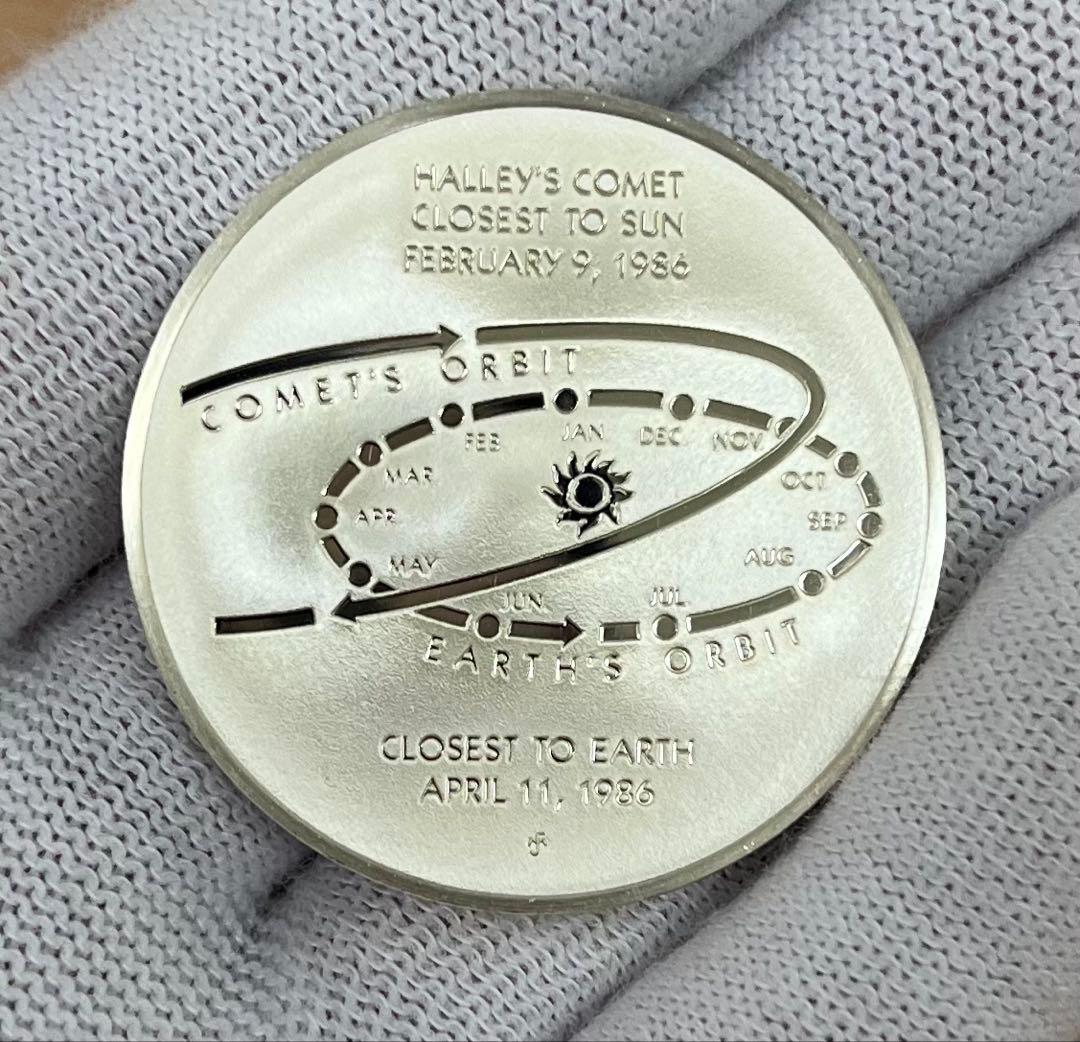 HALLEY'S COMET
CLOSEST TO SUN
FEBRUARY 9, 1986
COMET'S ORBIT
FEB
JAN
DEC
NOV
MAR
OCT
APR
SEP
MAY
AUG
JUN
JUL
EARTH'S ORBIT
CLOSEST TO EARTH
APRIL 11, 1986